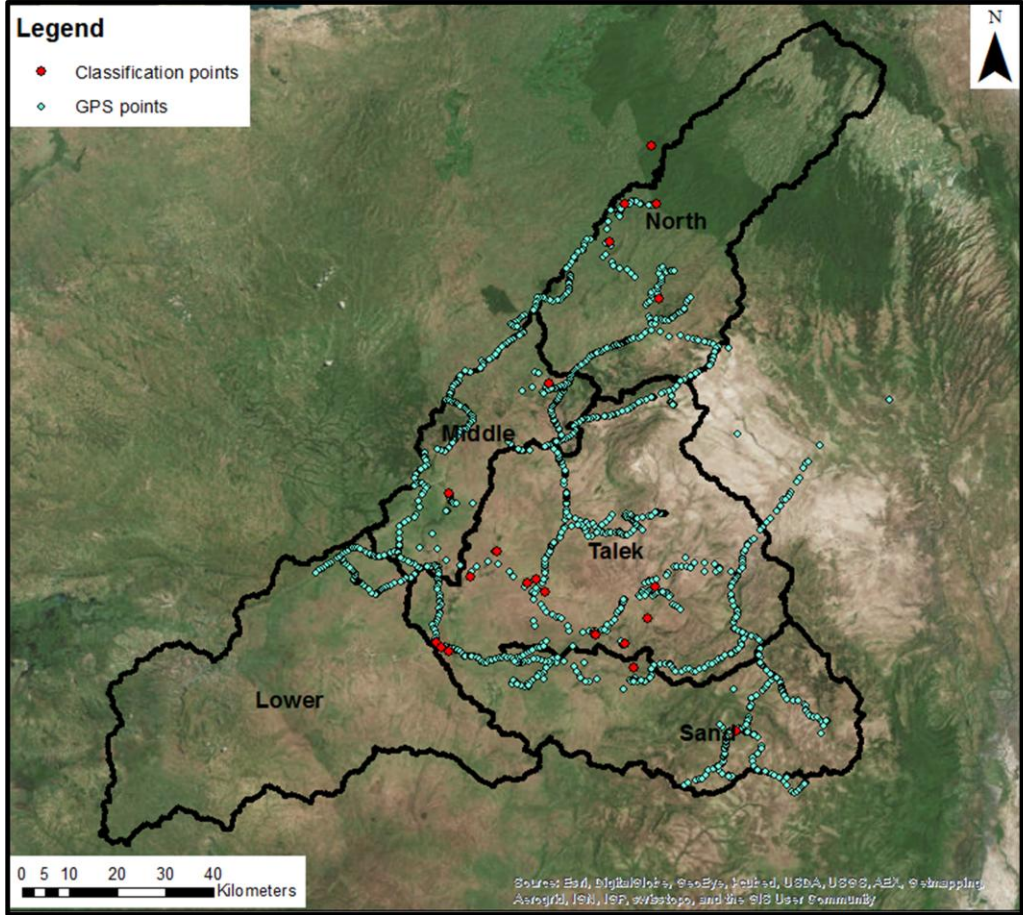 Legend
Classification points
GPS points
N
North
Middle
Talek
Lower
Sand
0 5 10 20 30 40
Kilometers
Source: Esri, DigitalGlobe, GeoEye, i-cubed, USDA, USGS, AEX, Getmapping,
Aerogrid, IGN, IGP, swisstopo, and the GIS User Community